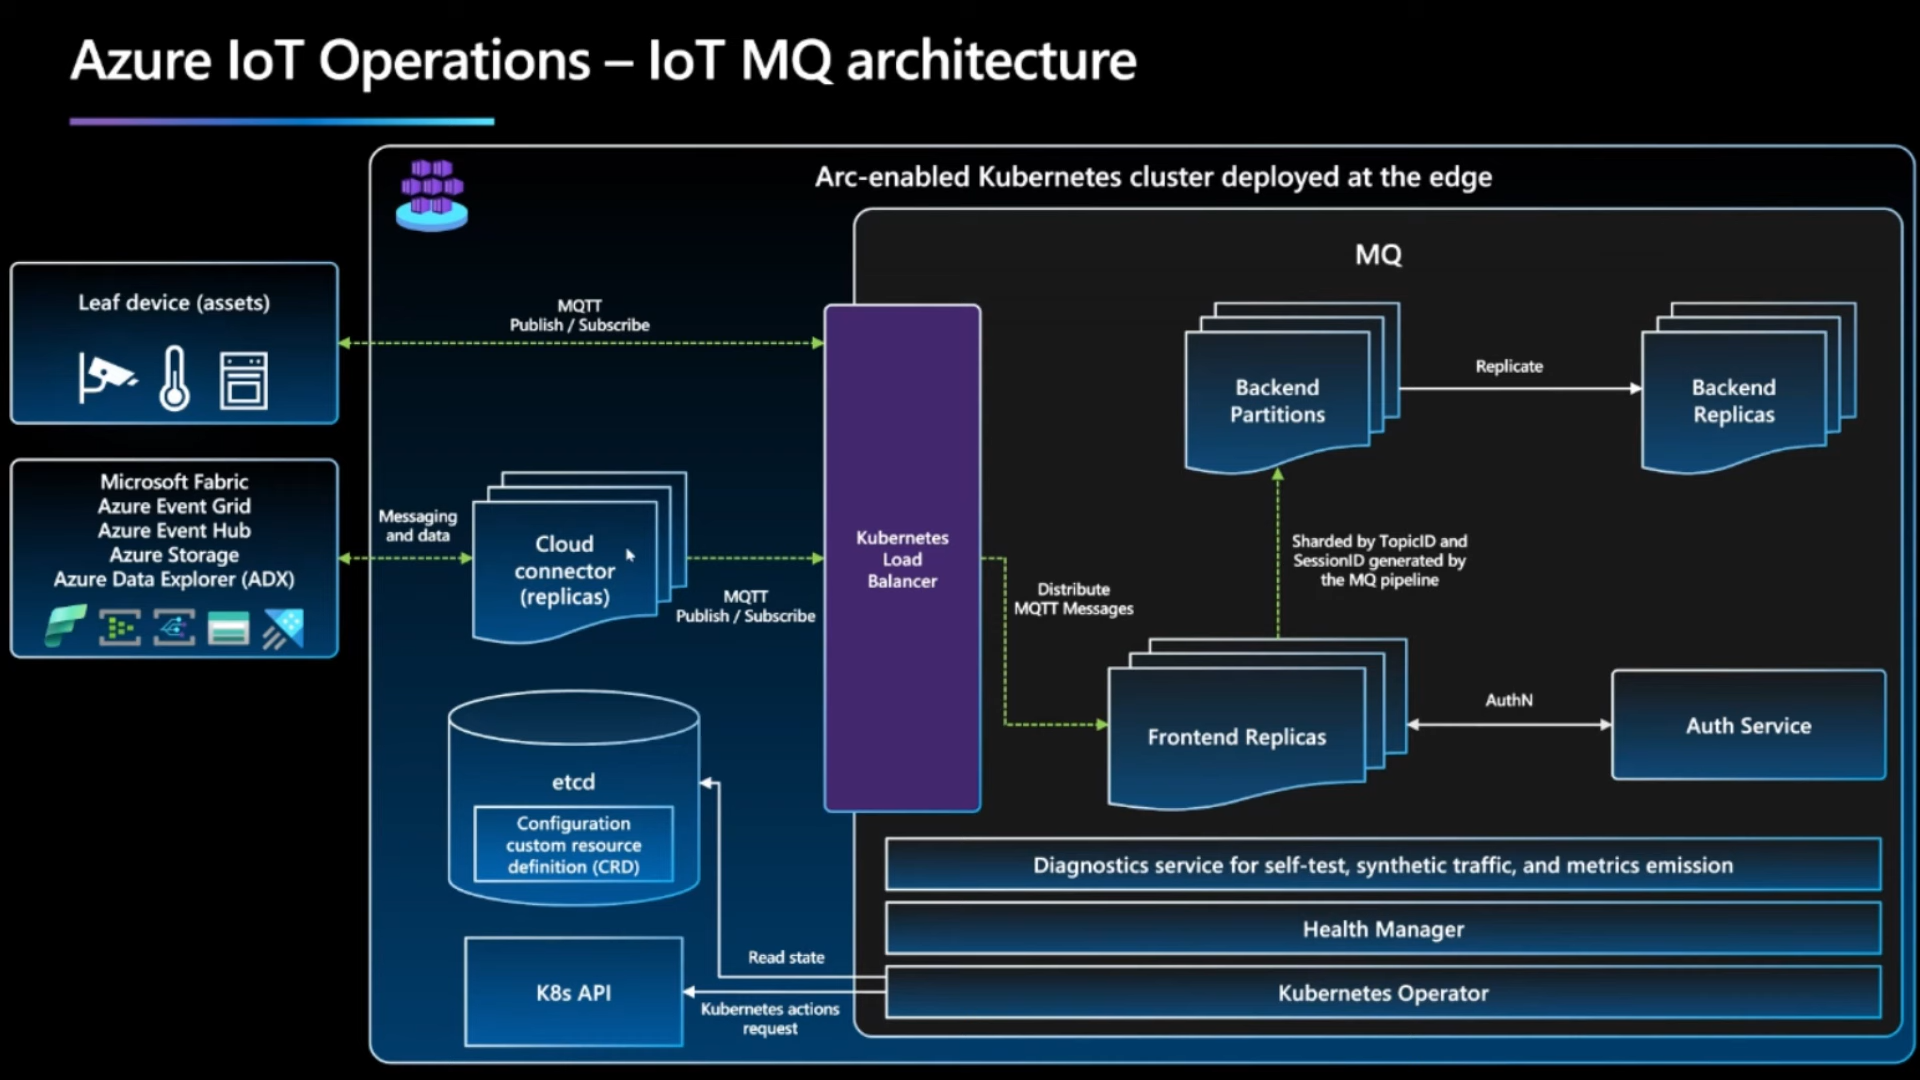 Azure IoT Operations – IoT MQ architecture
Arc-enabled Kubernetes cluster deployed at the edge
MQ
Leaf device (assets)
MQTT
Publish / Subscribe
Backend
Partitions
Replicate
Backend
Replicas
Microsoft Fabric
Azure Event Grid
Azure Event Hub
Azure Storage
Azure Data Explorer (ADX)
Messaging
and data
Cloud
connector
(replicas)
MQTT
Publish / Subscribe
Kubernetes
Load
Balancer
Distribute
MQTT Messages
Sharded by TopicID and
SessionID generated by
the MQ pipeline
Frontend Replicas
AuthN
Auth Service
etcd
Configuration
custom resource
definition (CRD)
Diagnostics service for self-test, synthetic traffic, and metrics emission
Health Manager
Read state
K8s API
Kubernetes actions
request
Kubernetes Operator